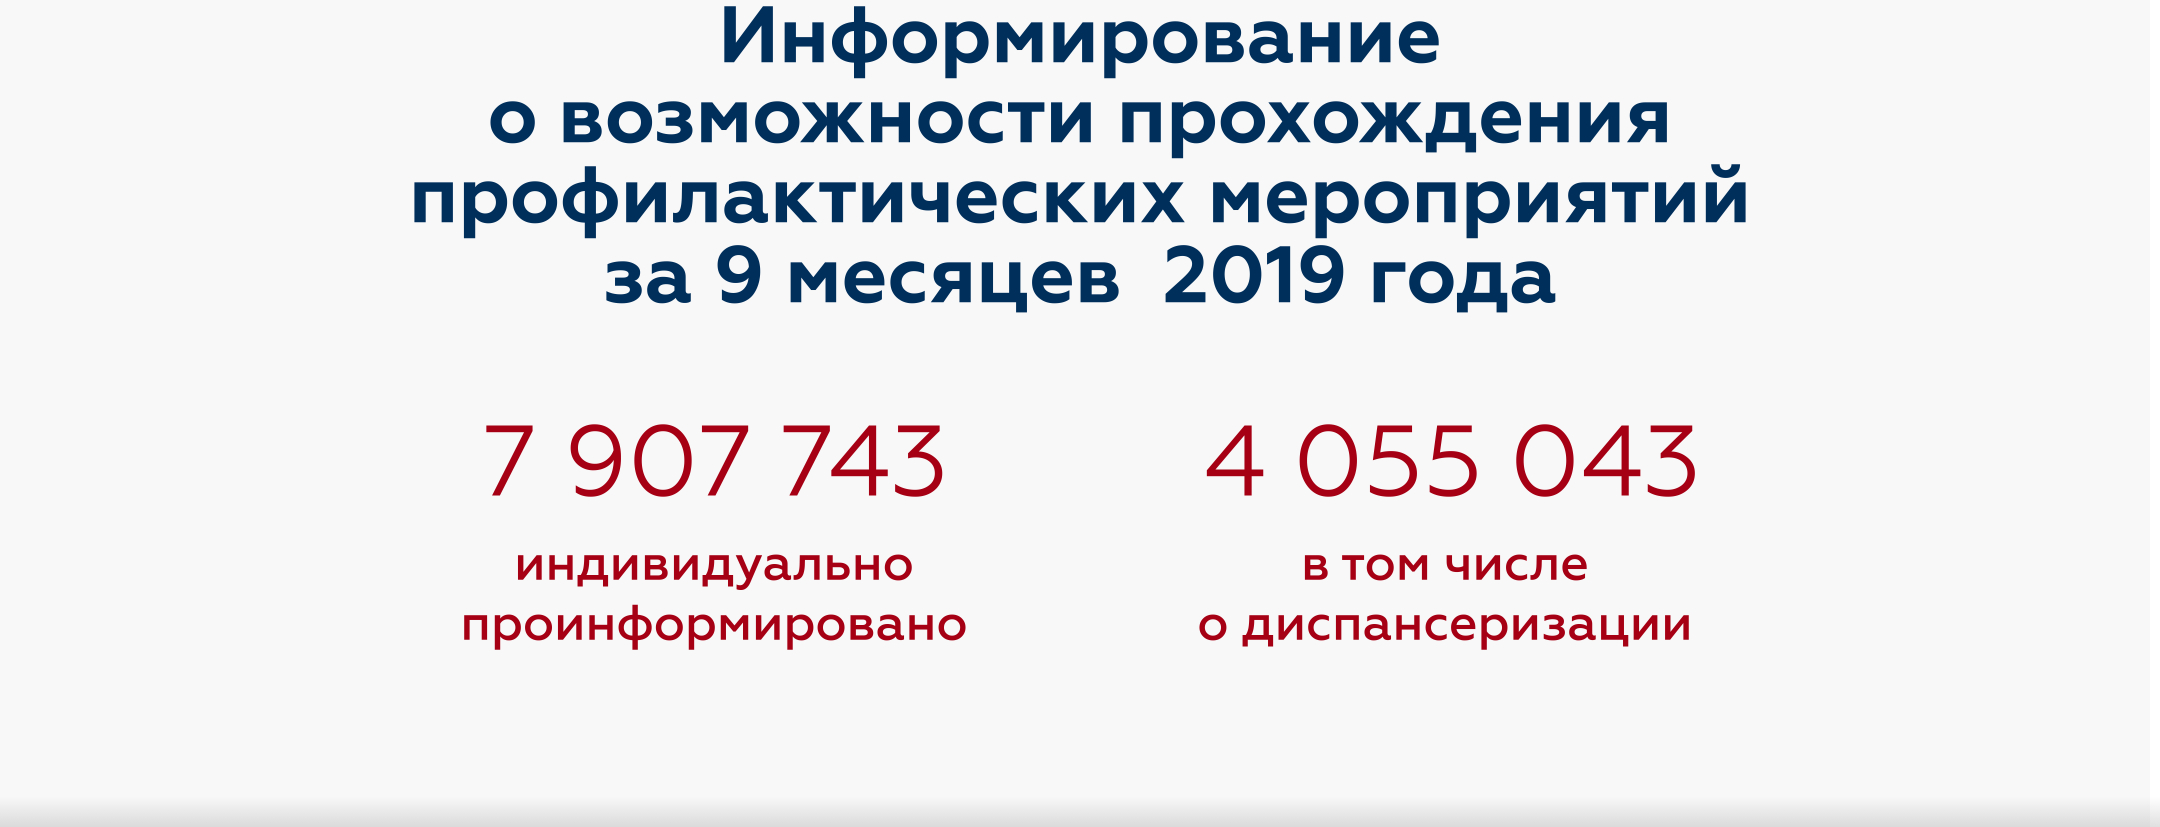 Информирование
о возможности прохождения
профилактических мероприятий
за 9 месяцев  2019 года
7 907 743
индивидуально
проинформировано
4 055 043
в том числе
о диспансеризации